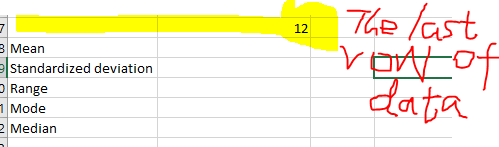 7 12 The last
8 Mean row of
9 Standardized deviation data
0 Range
1 Mode
2 Median